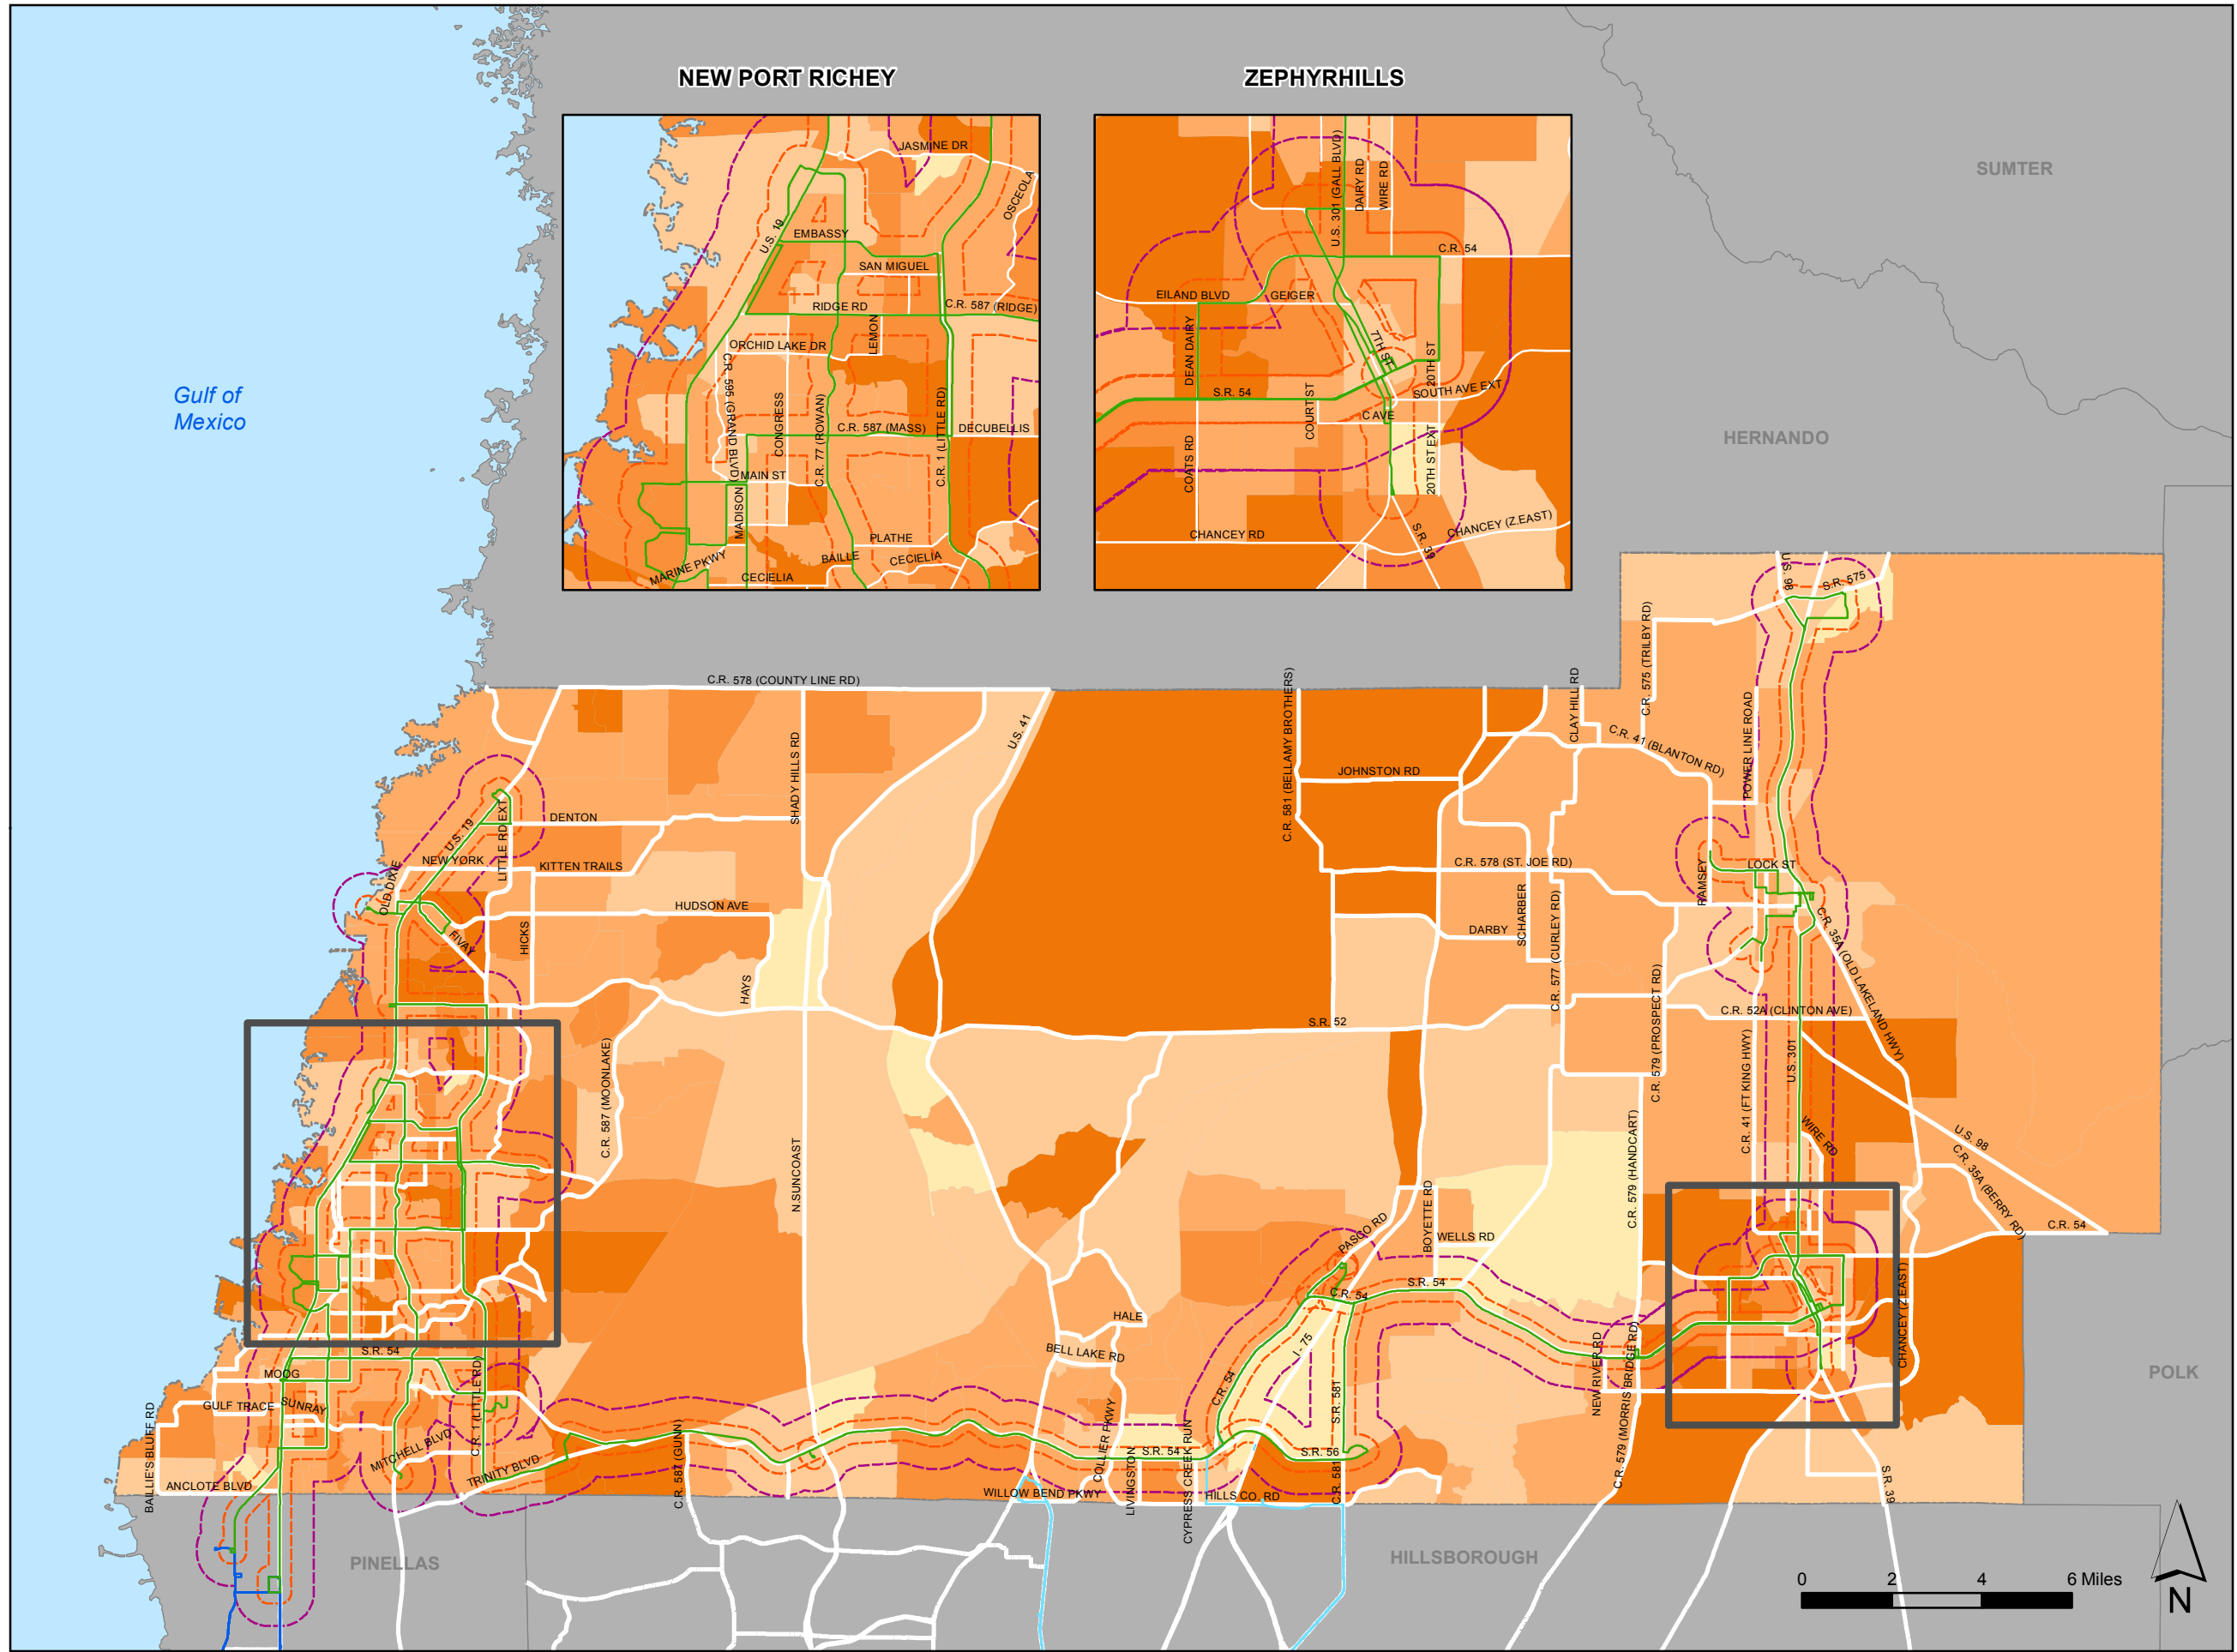 NEW PORT RICHEY
ZEPHYRHILLS
SUMTER
HERNANDO
Gulf of
Mexico
JASMINE DR
OSCEOLA
U.S. 19
EMBASSY
SAN MIGUEL
RIDGE RD
C.R. 587 (RIDGE)
LEMON
ORCHID LAKE DR
C.R. 595 (GRAND BLVD)
CONGRESS
C.R. 77 (ROWAN)
C.R. 1 (LITTLE RD)
C.R. 587 (MASS)
DECUBELLIS
MAIN ST
MADISON
PLATHE
BAILLE
CECIELIA
MARINE PKWY
CECIELIA
U.S. 301 (GALL BLVD)
DAIRY RD
WIRE RD
C.R. 54
EILAND BLVD
GEIGER
DEAN DAIRY
7TH ST
20TH ST
S.R. 54
COURT ST
SOUTH AVE EXT
C AVE
COATS RD
20TH ST EXT
CHANCEY RD
S.R. 39
CHANCEY (Z.EAST)
U.S. 98
S.R. 575
C.R. 575 (TRILBY RD)
C.R. 578 (COUNTY LINE RD)
U.S. 41
SHADY HILLS RD
C.R. 581 (BELLAMY BROTHERS)
CLAY HILL RD
C.R. 41 (BLANTON RD)
POWER LINE ROAD
JOHNSTON RD
U.S. 19
LITTLE RD EXT
DENTON
NEW YORK
KITTEN TRAILS
OLD DIXIE
HUDSON AVE
FIVAY
HICKS
HAYS
C.R. 578 (ST. JOE RD)
SCHARBER
DARBY
C.R. 577 (CURLEY RD)
RAMSEY
LOCK ST
C.R. 35A (OLD LAKELAND HWY)
C.R. 579 (PROSPECT RD)
C.R. 52A (CLINTON AVE)
S.R. 52
C.R. 587 (MOONLAKE)
N.SUNCOAST
C.R. 41 (FT KING HWY)
U.S. 301
WIRE RD
U.S. 98
C.R. 35A (BERRY RD)
C.R. 54
C.R. 579 (HANDCART)
BOYETTE RD
WELLS RD
PASCO RD
S.R. 54
C.R. 54
HALE
BELL LAKE RD
I - 75
C.R. 54
S.R. 581
NEW RIVER RD
C.R. 579 (MORRIS BRIDGE RD)
CHANCEY (Z.EAST)
POLK
S.R. 54
MOOG
GULF TRACE
SUNRAY
C.R. 1 (LITTLE RD)
BAILLIE'S BLUFF RD
MITCHELL BLVD
TRINITY BLVD
ANCLOTE BLVD
C.R. 587 (GUNN)
COLLIER PKWY
LIVINGSTON
S.R. 54
CYPRESS CREEK RUN
S.R. 56
C.R. 581
WILLOW BEND PKWY
HILLS CO. RD
S.R. 39
PINELLAS
HILLSBOROUGH
0 2 4 6 Miles
N